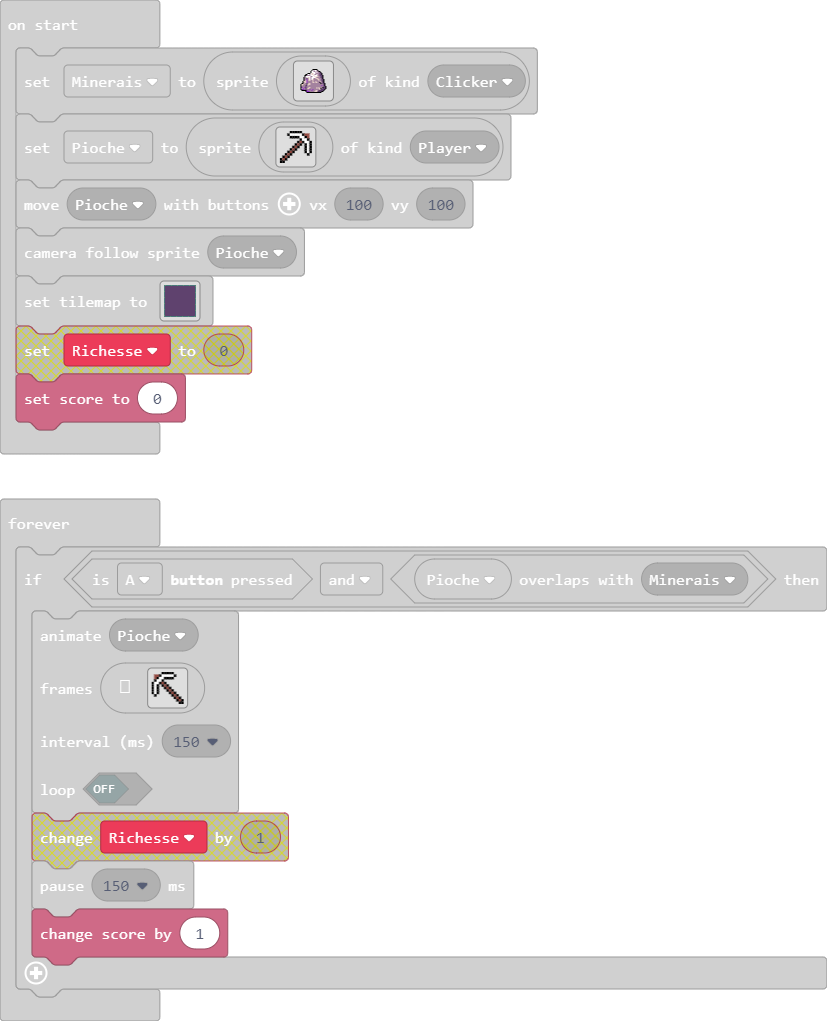 on start
set Minerais to sprite of kind Clicker
set Pioche to sprite of kind Player
move Pioche with buttons vx 100 vy 100
camera follow sprite Pioche
set tilemap to
set Richesse to 0
set score to 0
forever
if is A button pressed and Pioche overlaps with Minerais then
animate Pioche
frames
interval (ms) 150
loop OFF
change Richesse by 1
pause 150 ms
change score by 1